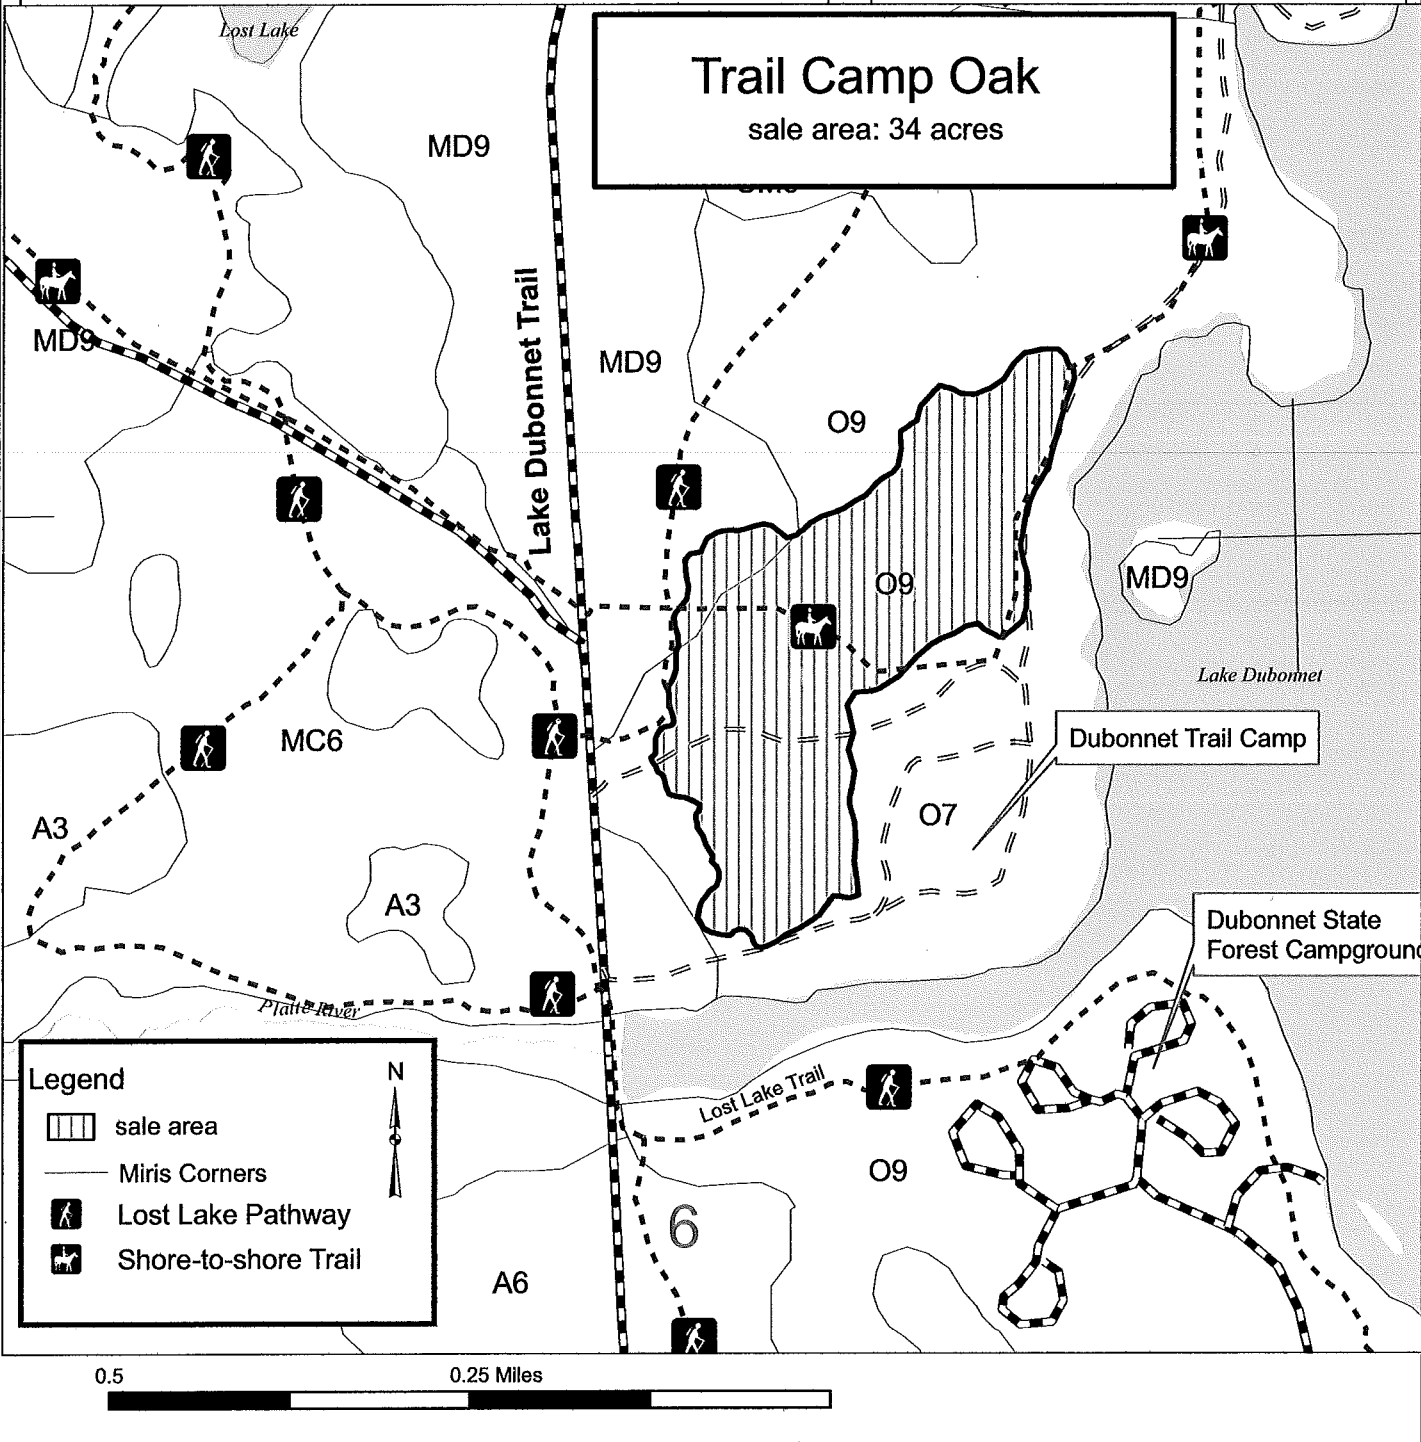 Lost Lake
Trail Camp Oak
sale area: 34 acres
MD9
MD9
Lake Dubonnet Trail
MD9
O9
O9
MD9
Lake Dubonnet
MC6
Dubonnet Trail Camp
A3
O7
A3
Dubonnet State
Forest Campground
Platte River
Legend
N
sale area
Miris Corners
Lost Lake Pathway
Shore-to-shore Trail
Lost Lake Trail
O9
6
A6
0.5
0.25 Miles